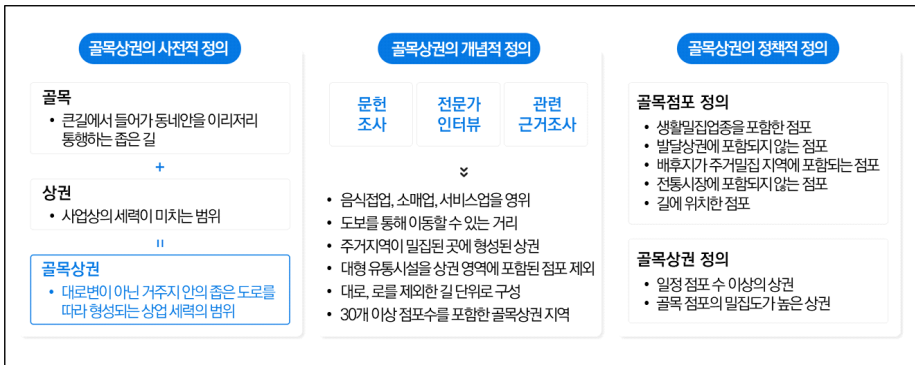 골목상권의 사전적 정의
골목
• 큰길에서 들어가 동네안을 이리저리
통행하는 좁은 길
+
상권
• 사업상의 세력이 미치는 범위
=
골목상권
• 대로변이 아닌 거주지 안의 좁은 도로를
따라 형성되는 상업 세력의 범위
골목상권의 개념적 정의
문헌
조사
전문가
인터뷰
관련
근거조사
• 음식접업, 소매업, 서비스업을 영위
• 도보를 통해 이동할 수 있는 거리
• 주거지역이 밀집된 곳에 형성된 상권
• 대형 유통시설을 상권 영역에 포함된 점포 제외
• 대로, 로를 제외한 길 단위로 구성
• 30개 이상 점포수를 포함한 골목상권 지역
골목상권의 정책적 정의
골목점포 정의
• 생활밀집업종을 포함한 점포
• 발달상권에 포함되지 않는 점포
• 배후지가 주거밀집 지역에 포함되는 점포
• 전통시장에 포함되지 않는 점포
• 길에 위치한 점포
골목상권 정의
• 일정 점포 수 이상의 상권
• 골목 점포의 밀집도가 높은 상권